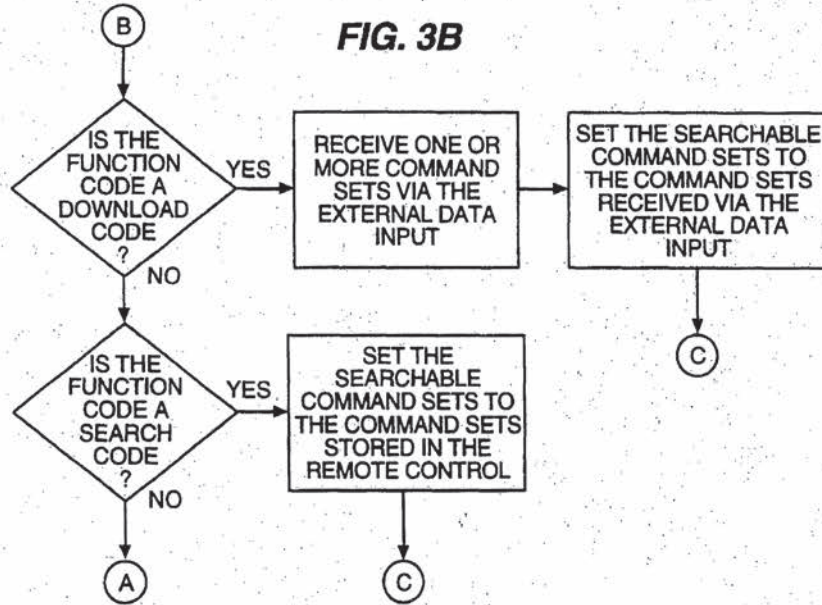 B
FIG. 3B
IS THE
FUNCTION
CODE A
DOWNLOAD
CODE
?
YES
NO
RECEIVE ONE OR
MORE COMMAND
SETS VIA THE
EXTERNAL DATA
INPUT
SET THE SEARCHABLE
COMMAND SETS TO
THE COMMAND SETS
RECEIVED VIA THE
EXTERNAL DATA
INPUT
C
IS THE
FUNCTION
CODE A
SEARCH
CODE
?
YES
NO
SET THE
SEARCHABLE
COMMAND SETS TO
THE COMMAND SETS
STORED IN THE
REMOTE CONTROL
A
C